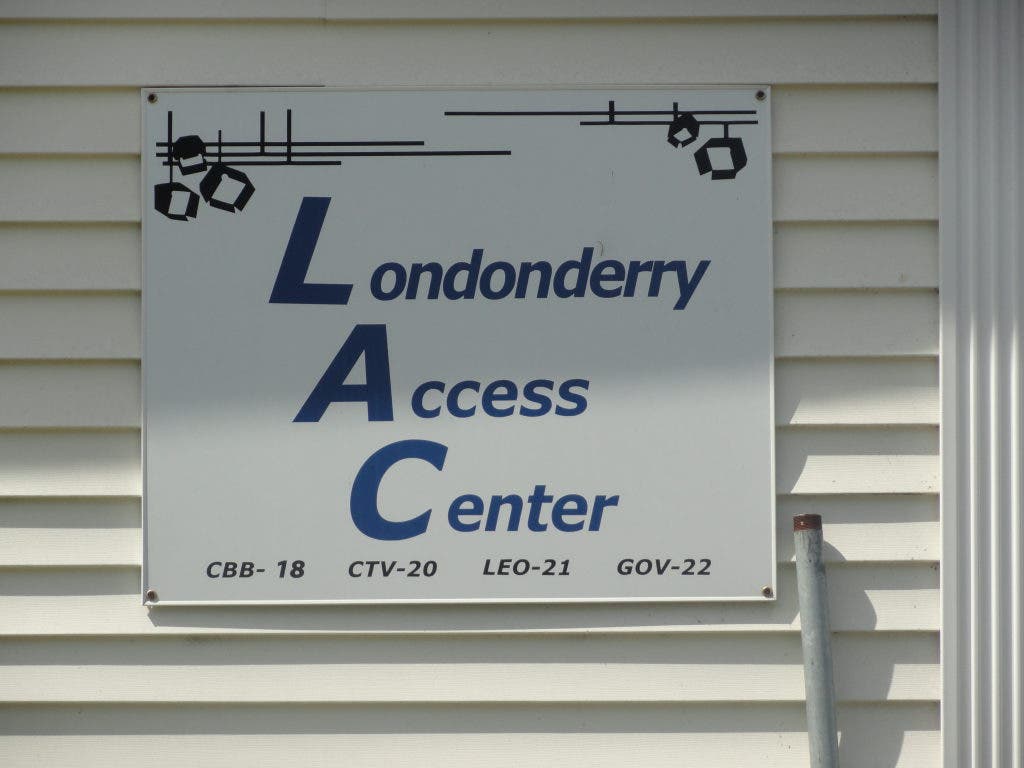 Londonderry
Access
Center
CBB- 18 CTV-20 LEO-21 GOV-22